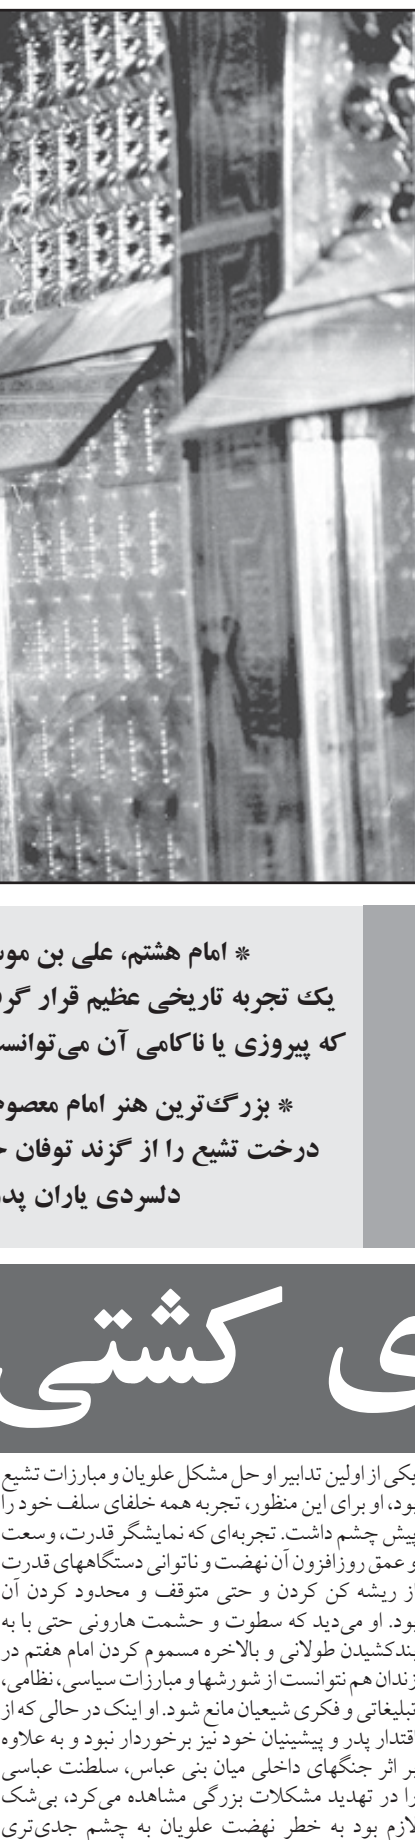 * امام هشتم، علی بن
یک تجربه تاریخی عظیم قرار
که پیروزی یا ناکامی آن
* بزرگ‌ترین هنر امام
درخت تشیع را از گزند توفان
دلسردی یاران
ی کشتی
یکی از اولین تدابیر او حل مشکل علویان و مبارزات تشیع
بود، او برای این منظور، تجربه همه خلفای سلف خود را
پیش چشم داشت. تجربه‌ای که نمایشگر قدرت، وسعت
و عمق روزافزون آن نهضت و ناتوانی دستگاههای قدرت
از ریشه کن کردن و حتی متوقف و محدود کردن آن
بود. او می‌دید که سطوت و حشمت هارونی حتی با به
بندکشیدن طولانی و بالاخره مسموم کردن امام هفتم در
زندان هم نتوانست از شورشها و مبارزات سیاسی، نظامی،
تبلیغاتی و فکری شیعیان مانع شود. او اینک در حالی که از
اقتدار پدر و پیشینیان خود نیز برخوردار نبود و به علاوه
بر اثر جنگهای داخلی میان بنی عباس، سلطنت عباسی
را در تهدید مشکلات بزرگی مشاهده می‌کرد، بی‌شک
لازم بود به خطر نهضت علویان به چشم جدی‌تری